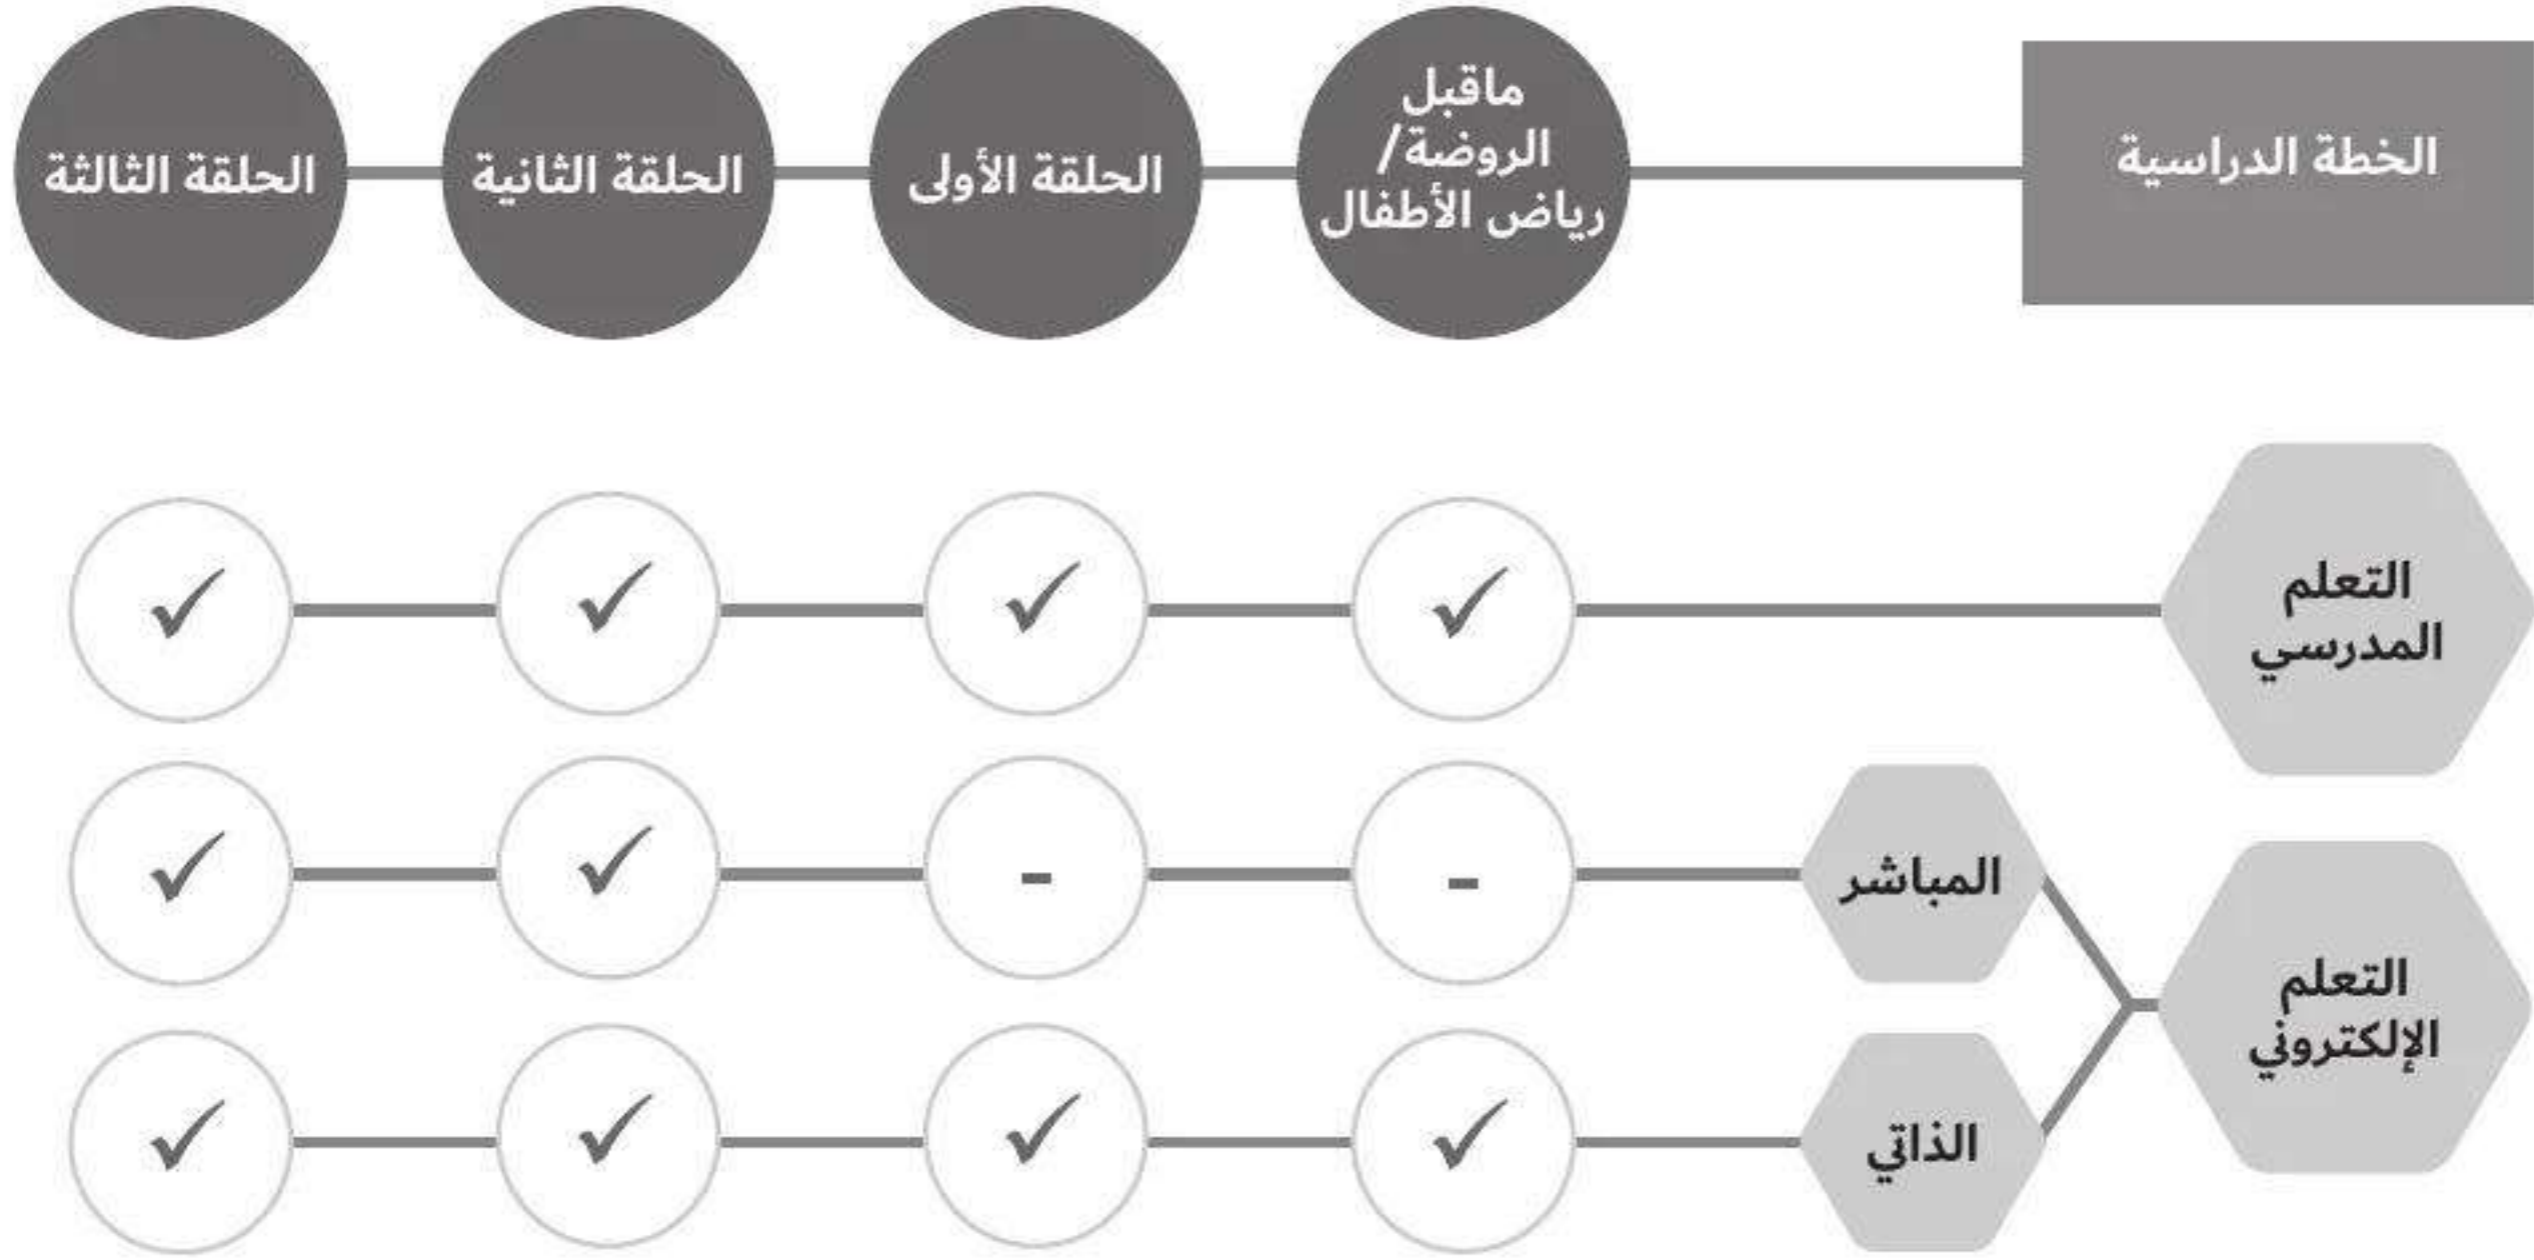 الخطة الدراسية
ماقبل
الروضة/
رياض الأطفال
الحلقة الأولى
الحلقة الثانية
الحلقة الثالثة
التعلم
المدرسي
✓ ✓ ✓ ✓
التعلم
الإلكتروني
المباشر
- - ✓ ✓
الذاتي
✓ ✓ ✓ ✓